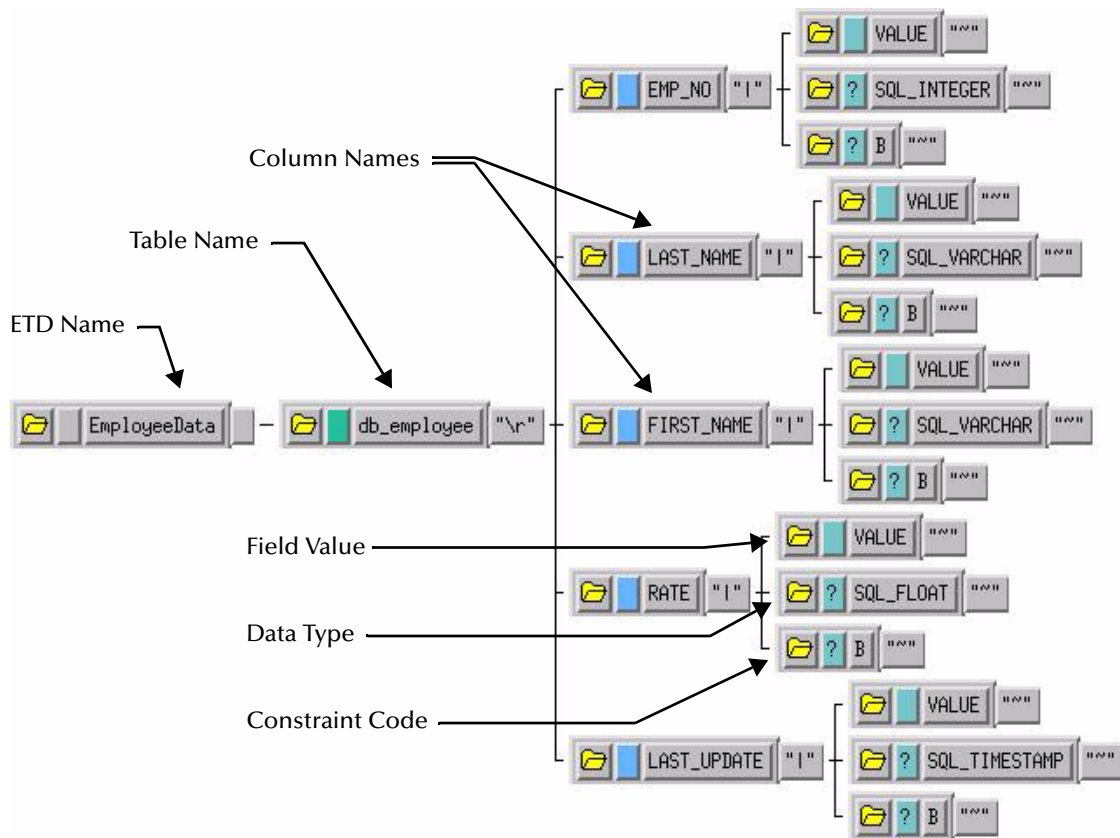 VALUE "~"
EMP_NO "|" SQL_INTEGER "~"
? B "~"
Column Names
VALUE "~"
Table Name
LAST_NAME "|" ? SQL_VARCHAR "~"
ETD Name
? B "~"
VALUE "~"
EmployeeData db_employee "\r" FIRST_NAME "|" ? SQL_VARCHAR "~"
? B "~"
Field Value
VALUE "~"
RATE "|" ? SQL_FLOAT "~"
Data Type
? B "~"
Constraint Code
VALUE "~"
LAST_UPDATE "|" ? SQL_TIMESTAMP "~"
? B "~"